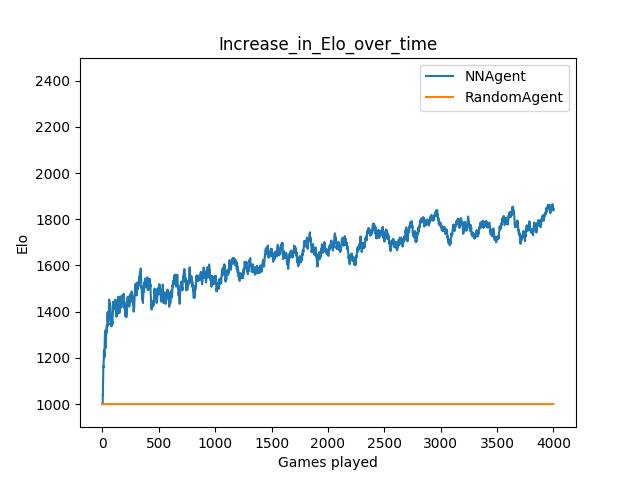 Increase_in_Elo_over_time
NNAgent
RandomAgent
2400
2200
2000
1800
1600
1400
1200
1000
Elo
0 500 1000 1500 2000 2500 3000 3500 4000
Games played